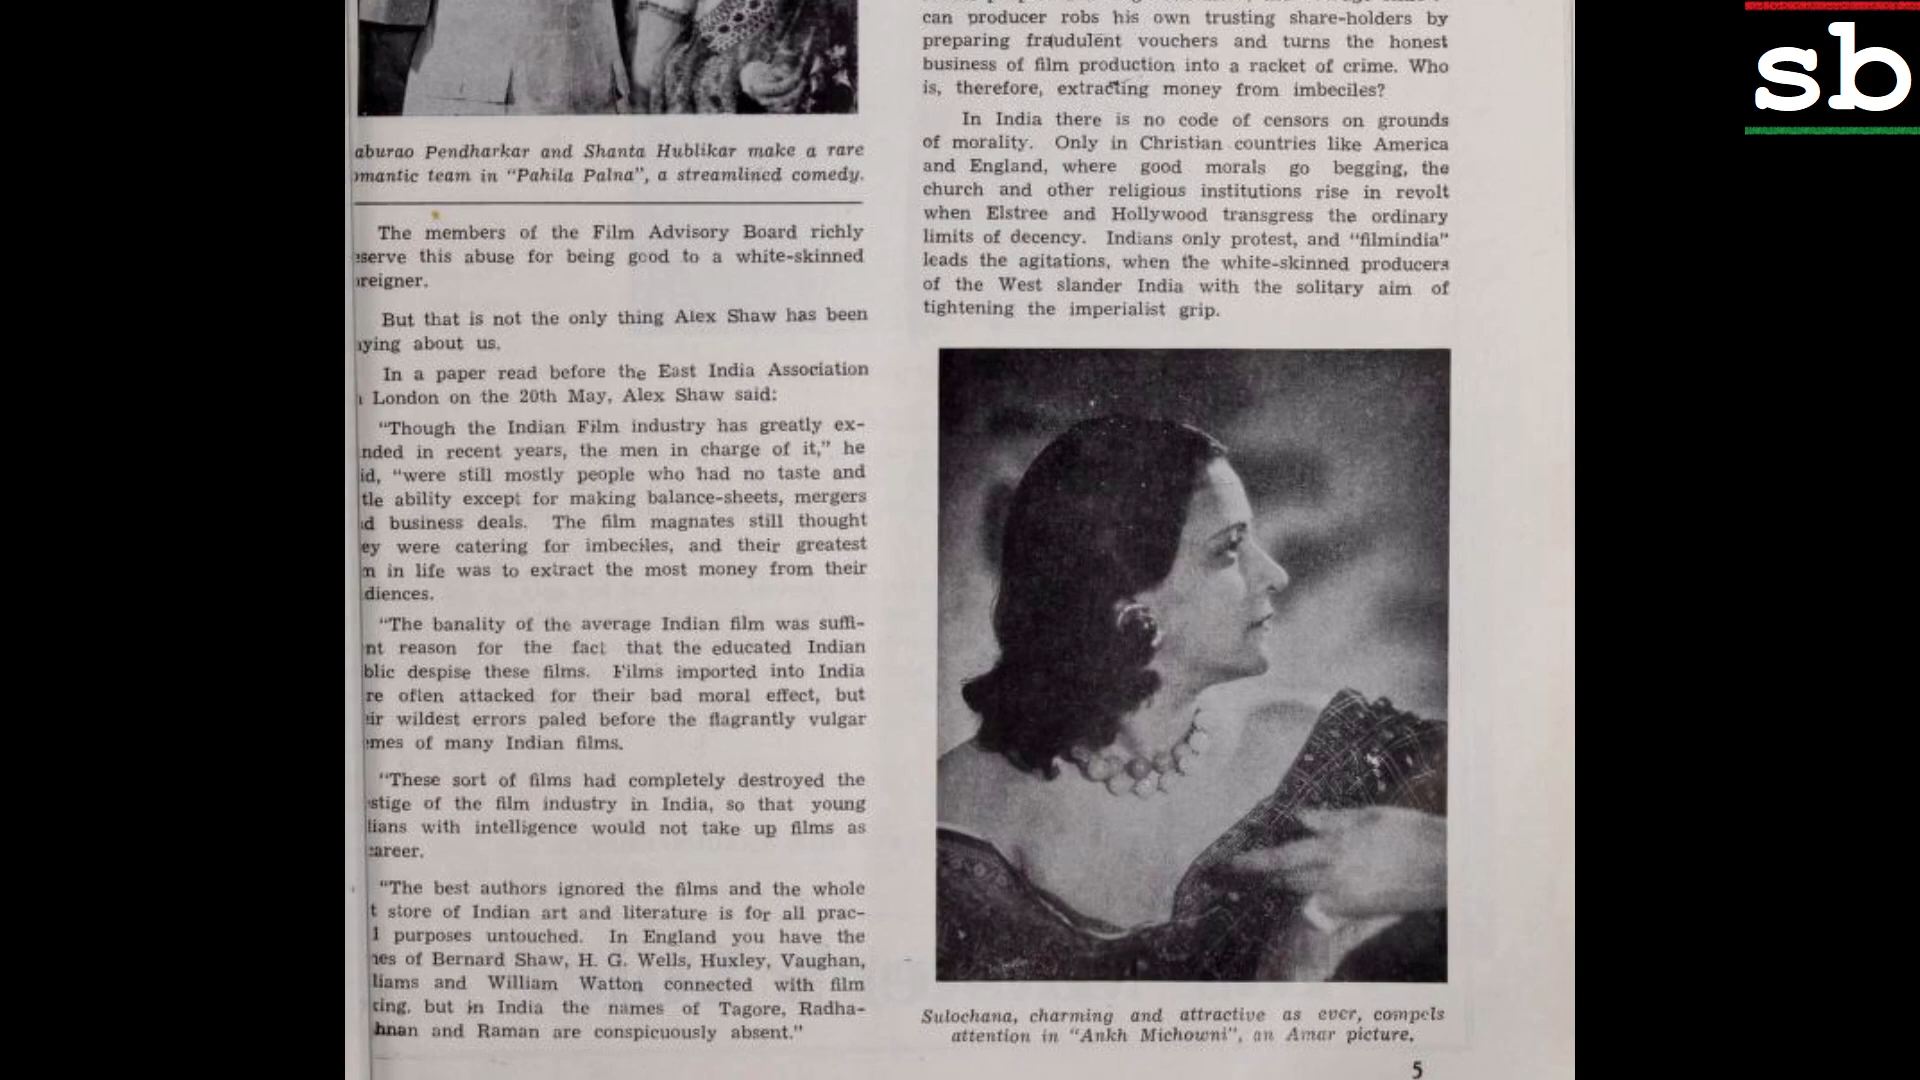 aburao Pendharkar and Shanta Hublikar make a rare
omantic team in "Pahila Palna", a streamlined comedy.
The members of the Film Advisory Board richly
eserve this abuse for being good to a white-skinned
oreigner.
But that is not the only thing Alex Shaw has been
aying about us.
In a paper read before the East India Association
London on the 20th May, Alex Shaw said:
"Though the Indian Film industry has greatly ex-
nded in recent years, the men in charge of it," he
id, "were still mostly people who had no taste and
tle ability except for making balance-sheets, mergers
d business deals. The film magnates still thought
ey were catering for imbeciles, and their greatest
m in life was to extract the most money from their
diences.
"The banality of the average Indian film was suffi-
nt reason for the fact that the educated Indian
blic despise these films. Films imported into India
re often attacked for their bad moral effect, but
eir wildest errors paled before the flagrantly vulgar
emes of many Indian films.
"These sort of films had completely destroyed the
stige of the film industry in India, so that young
lians with intelligence would not take up films as
career.
"The best authors ignored the films and the whole
t store of Indian art and literature is for all prac-
l purposes untouched. In England you have the
nes of Bernard Shaw, H. G. Wells, Huxley, Vaughan,
liams and William Watton connected with film
king, but in India the names of Tagore, Radha-
hnan and Raman are conspicuously absent."
can producer robs his own trusting share-holders by
preparing fraudulent vouchers and turns the honest
business of film production into a racket of crime. Who
is, therefore, extracting money from imbeciles?
In India there is no code of censors on grounds
of morality. Only in Christian countries like America
and England, where good morals go begging, the
church and other religious institutions rise in revolt
when Elstree and Hollywood transgress the ordinary
limits of decency. Indians only protest, and "filmindia"
leads the agitations, when the white-skinned producers
of the West slander India with the solitary aim of
tightening the imperialist grip.
Sulochana, charming and attractive as ever, compels
attention in "Ankh Michowni", an Amar picture.
5
sb